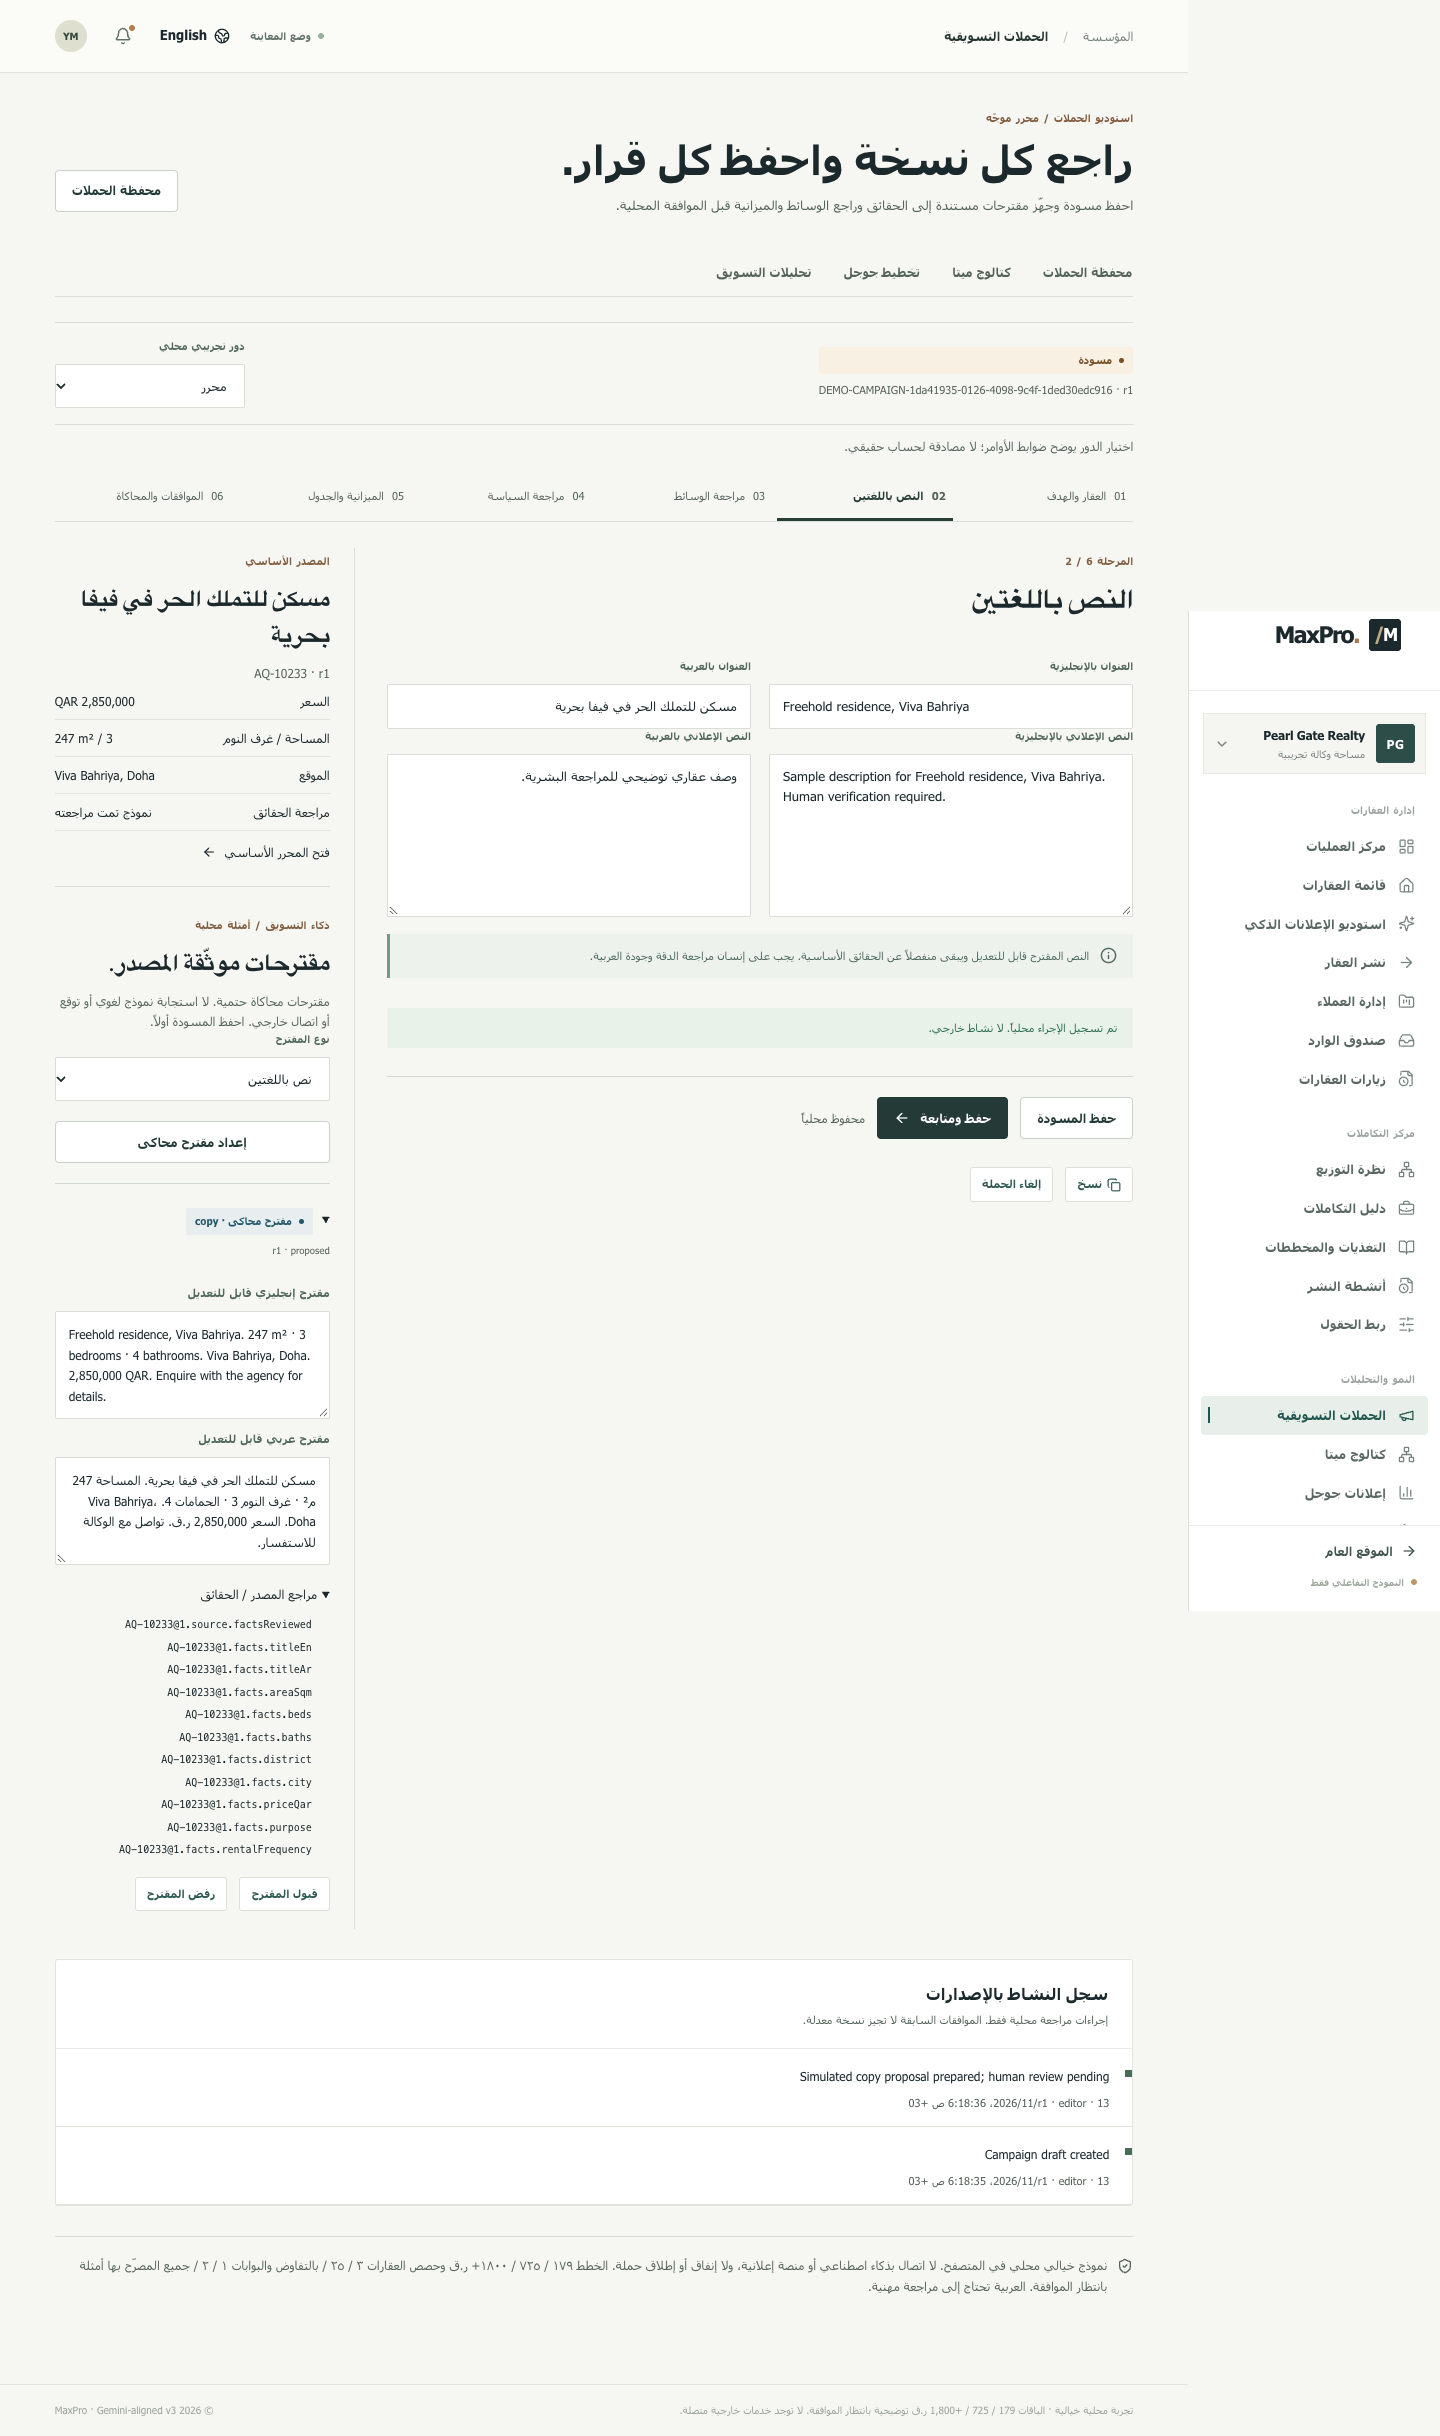 المؤسسة / الحملات التسويقية
وضع المعاينة
English
YM
استوديو الحملات / محرر موجّه
راجع كل نسخة واحفظ كل قرار.
احفظ مسودة وجهّز مقترحات مستندة إلى الحقائق وراجع الوسائط والميزانية قبل الموافقة المحلية.
محفظة الحملات
محفظة الحملات
كتالوج ميتا
تخطيط جوجل
تحليلات التسويق
مسودة
DEMO-CAMPAIGN-1da41935-0126-4098-9c4f-1ded30edc916 · r1
دور تجريبي محلي
محرر
اختيار الدور يوضح ضوابط الأوامر؛ لا مصادقة لحساب حقيقي.
01 العقار والهدف
02 النص باللغتين
03 مراجعة الوسائط
04 مراجعة السياسة
05 الميزانية والجدول
06 الموافقات والمحاكاة
المرحلة 6 / 2
النص باللغتين
العنوان بالإنجليزية
Freehold residence, Viva Bahriya
العنوان بالعربية
مسكن للتملك الحر في فيفا بحرية
النص الإعلاني بالإنجليزية
Sample description for Freehold residence, Viva Bahriya.
Human verification required.
النص الإعلاني بالعربية
وصف عقاري توضيحي للمراجعة البشرية.
النص المقترح قابل للتعديل ويبقى منفصلاً عن الحقائق الأساسية. يجب على إنسان مراجعة الدقة وجودة العربية.
تم تسجيل الإجراء محلياً. لا نشاط خارجي.
حفظ المسودة
حفظ ومتابعة
محفوظ محلياً
نسخ
إلغاء الحملة
المصدر الأساسي
مسكن للتملك الحر في فيفا
بحرية
AQ-10233 · r1
السعر
QAR 2,850,000
المساحة / غرف النوم
247 m² / 3
الموقع
Viva Bahriya, Doha
مراجعة الحقائق
نموذج تمت مراجعته
فتح المحرر الأساسي
ذكاء التسويق / أمثلة محلية
مقترحات موثّقة المصدر.
مقترحات محاكاة حتمية. لا استجابة نموذج لغوي أو توقع
أو اتصال خارجي. احفظ المسودة أولاً.
نوع المقترح
نص باللغتين
إعداد مقترح محاكى
مقترح محاكى · copy
r1 · proposed
مقترح إنجليزي قابل للتعديل
Freehold residence, Viva Bahriya. 247 m² · 3
bedrooms · 4 bathrooms. Viva Bahriya, Doha.
2,850,000 QAR. Enquire with the agency for
details.
مقترح عربي قابل للتعديل
مسكن للتملك الحر في فيفا بحرية. المساحة 247
م² · غرف النوم 3 · الحمامات 4. Viva Bahriya،
Doha. السعر 2,850,000 ر.ق. تواصل مع الوكالة
للاستفسار.
مراجع المصدر / الحقائق
AQ-10233@1.source.factsReviewed
AQ-10233@1.facts.titleEn
AQ-10233@1.facts.titleAr
AQ-10233@1.facts.areaSqm
AQ-10233@1.facts.beds
AQ-10233@1.facts.baths
AQ-10233@1.facts.district
AQ-10233@1.facts.city
AQ-10233@1.facts.priceQar
AQ-10233@1.facts.purpose
AQ-10233@1.facts.rentalFrequency
قبول المقترح
رفض المقترح
سجل النشاط بالإصدارات
إجراءات مراجعة محلية فقط. الموافقات السابقة لا تجيز نسخة معدلة.
Simulated copy proposal prepared; human review pending
r1 · editor · 13/11/2026، 6:18:36 ص +03
Campaign draft created
r1 · editor · 13/11/2026، 6:18:35 ص +03
نموذج خيالي محلي في المتصفح. لا اتصال بذكاء اصطناعي أو منصة إعلانية، ولا إنفاق أو إطلاق حملة. الخطط ١٧٩ / ٧٢٥ / ١٨٠٠+ ر.ق وحصص العقارات ٣ / ٢٥ / بالتفاوض والبوابات ١ / ٢ / جميع المصرّح بها أمثلة
بانتظار الموافقة. العربية تحتاج إلى مراجعة مهنية.
تجربة محلية خيالية · الباقات 179 / 725 / +1,800 ر.ق توضيحية بانتظار الموافقة. لا توجد خدمات خارجية متصلة.
MaxPro · Gemini-aligned v3 2026 ©
MaxPro.
/M
PG
Pearl Gate Realty
مساحة وكالة تجريبية
إدارة العقارات
مركز العمليات
قائمة العقارات
استوديو الإعلانات الذكي
نشر العقار
إدارة العملاء
صندوق الوارد
زيارات العقارات
مركز التكاملات
نظرة التوزيع
دليل التكاملات
التغذيات والمخططات
أنشطة النشر
ربط الحقول
النمو والتحليلات
الحملات التسويقية
كتالوج ميتا
إعلانات جوجل
الموقع العام
النموذج التفاعلي فقط